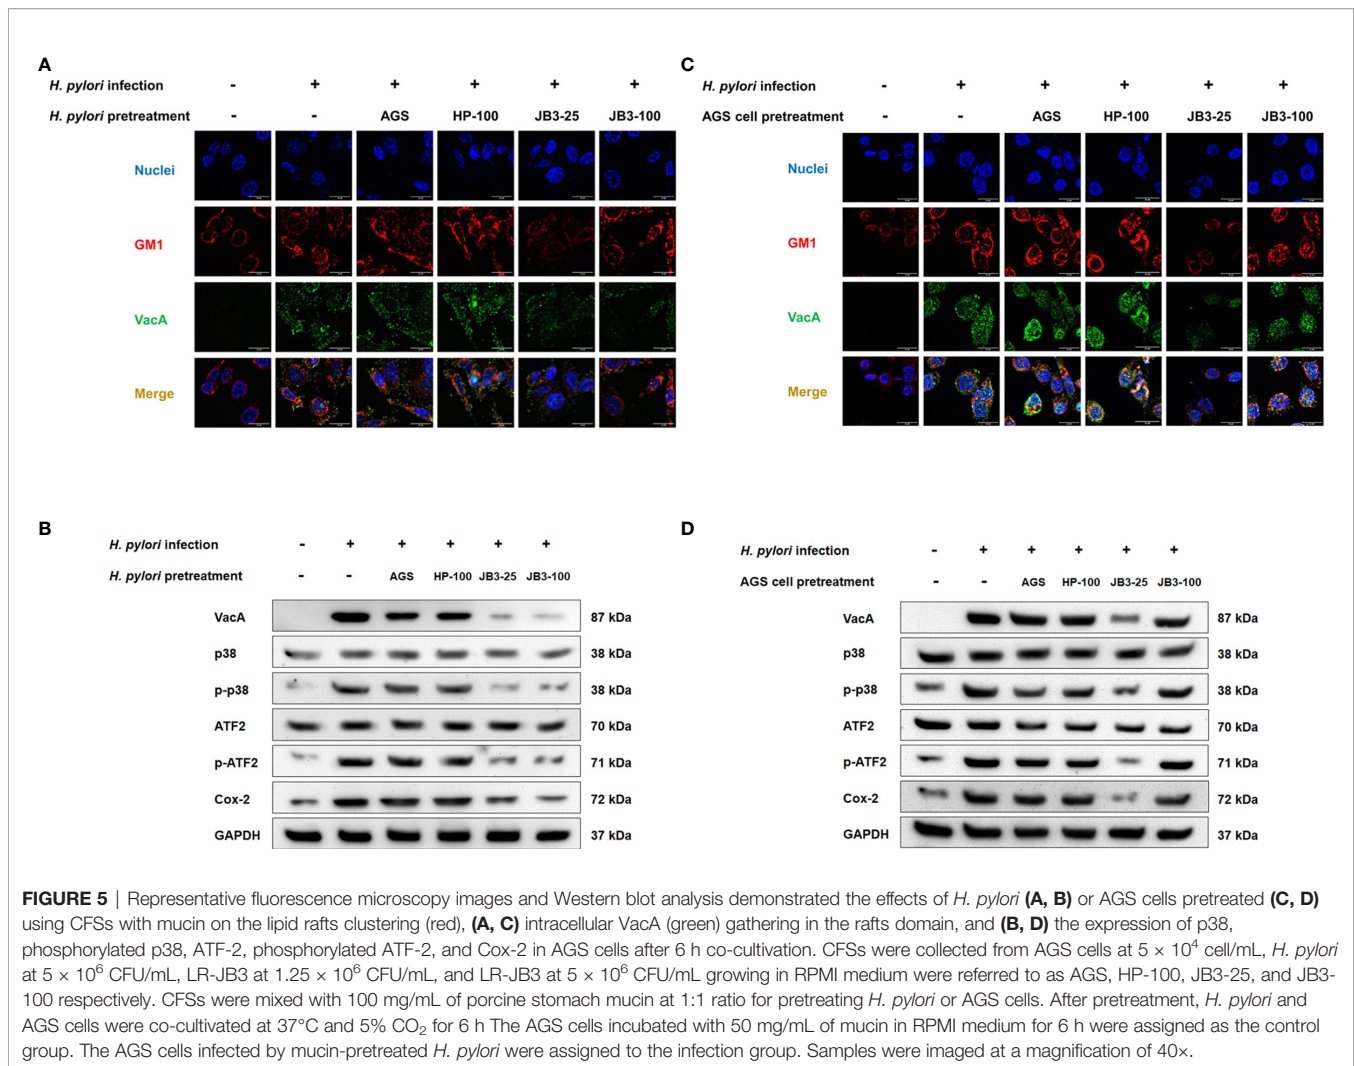 A
H. pylori infection - + + + + +
H. pylori pretreatment - - AGS HP-100 JB3-25 JB3-100
Nuclei
GM1
VacA
Merge
C
H. pylori infection - + + + + +
AGS cell pretreatment - - AGS HP-100 JB3-25 JB3-100
Nuclei
GM1
VacA
Merge
B
H. pylori infection - + + + + +
H. pylori pretreatment - - AGS HP-100 JB3-25 JB3-100
VacA 87 kDa
p38 38 kDa
p-p38 38 kDa
ATF2 70 kDa
p-ATF2 71 kDa
Cox-2 72 kDa
GAPDH 37 kDa
D
H. pylori infection - + + + + +
AGS cell pretreatment - - AGS HP-100 JB3-25 JB3-100
VacA 87 kDa
p38 38 kDa
p-p38 38 kDa
ATF2 70 kDa
p-ATF2 71 kDa
Cox-2 72 kDa
GAPDH 37 kDa
FIGURE 5 | Representative fluorescence microscopy images and Western blot analysis demonstrated the effects of H. pylori (A, B) or AGS cells pretreated (C, D)
using CFSs with mucin on the lipid rafts clustering (red), (A, C) intracellular VacA (green) gathering in the rafts domain, and (B, D) the expression of p38,
phosphorylated p38, ATF-2, phosphorylated ATF-2, and Cox-2 in AGS cells after 6 h co-cultivation. CFSs were collected from AGS cells at 5 × 10⁴ cell/mL, H. pylori
at 5 × 10⁶ CFU/mL, LR-JB3 at 1.25 × 10⁶ CFU/mL, and LR-JB3 at 5 × 10⁶ CFU/mL growing in RPMI medium were referred to as AGS, HP-100, JB3-25, and JB3-
100 respectively. CFSs were mixed with 100 mg/mL of porcine stomach mucin at 1:1 ratio for pretreating H. pylori or AGS cells. After pretreatment, H. pylori and
AGS cells were co-cultivated at 37°C and 5% CO₂ for 6 h The AGS cells incubated with 50 mg/mL of mucin in RPMI medium for 6 h were assigned as the control
group. The AGS cells infected by mucin-pretreated H. pylori were assigned to the infection group. Samples were imaged at a magnification of 40×.